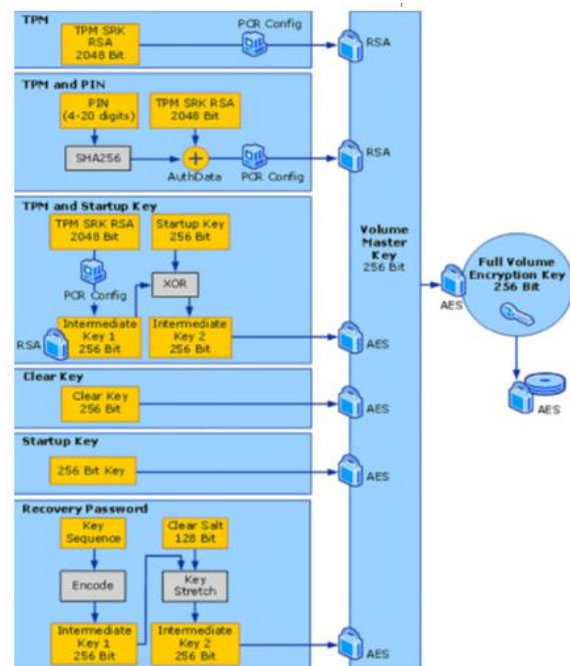 TPM
TPM SRK
RSA
2048 Bit
PCR Config
RSA
TPM and PIN
PIN
(4-20 digits)
TPM SRK RSA
2048 Bit
SHA256
AuthData
PCR Config
RSA
TPM and Startup Key
TPM SRK RSA
2048 Bit
Startup Key
256 Bit
PCR Config
XOR
RSA
Intermediate
Key 1
256 Bit
Intermediate
Key 2
256 Bit
AES
Clear Key
Clear Key
256 Bit
AES
Startup Key
256 Bit Key
AES
Recovery Password
Key
Sequence
Clear Salt
128 Bit
Encode
Key
Stretch
Intermediate
Key 1
256 Bit
Intermediate
Key 2
256 Bit
AES
Volume
Master
Key
256 Bit
AES
Full Volume
Encryption Key
256 Bit
AES